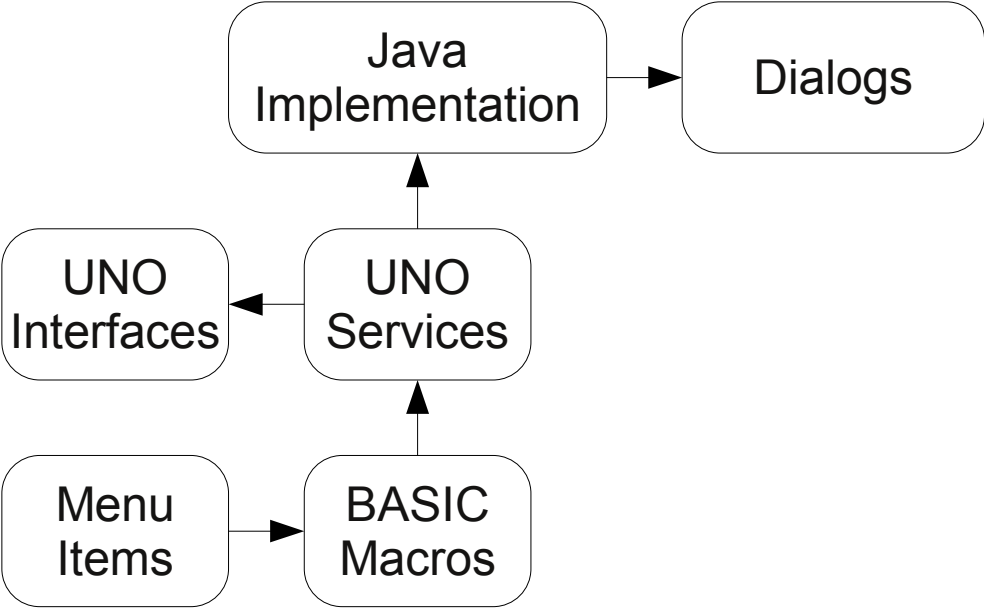 Java
Implementation
Dialogs
UNO
Interfaces
UNO
Services
Menu
Items
BASIC
Macros